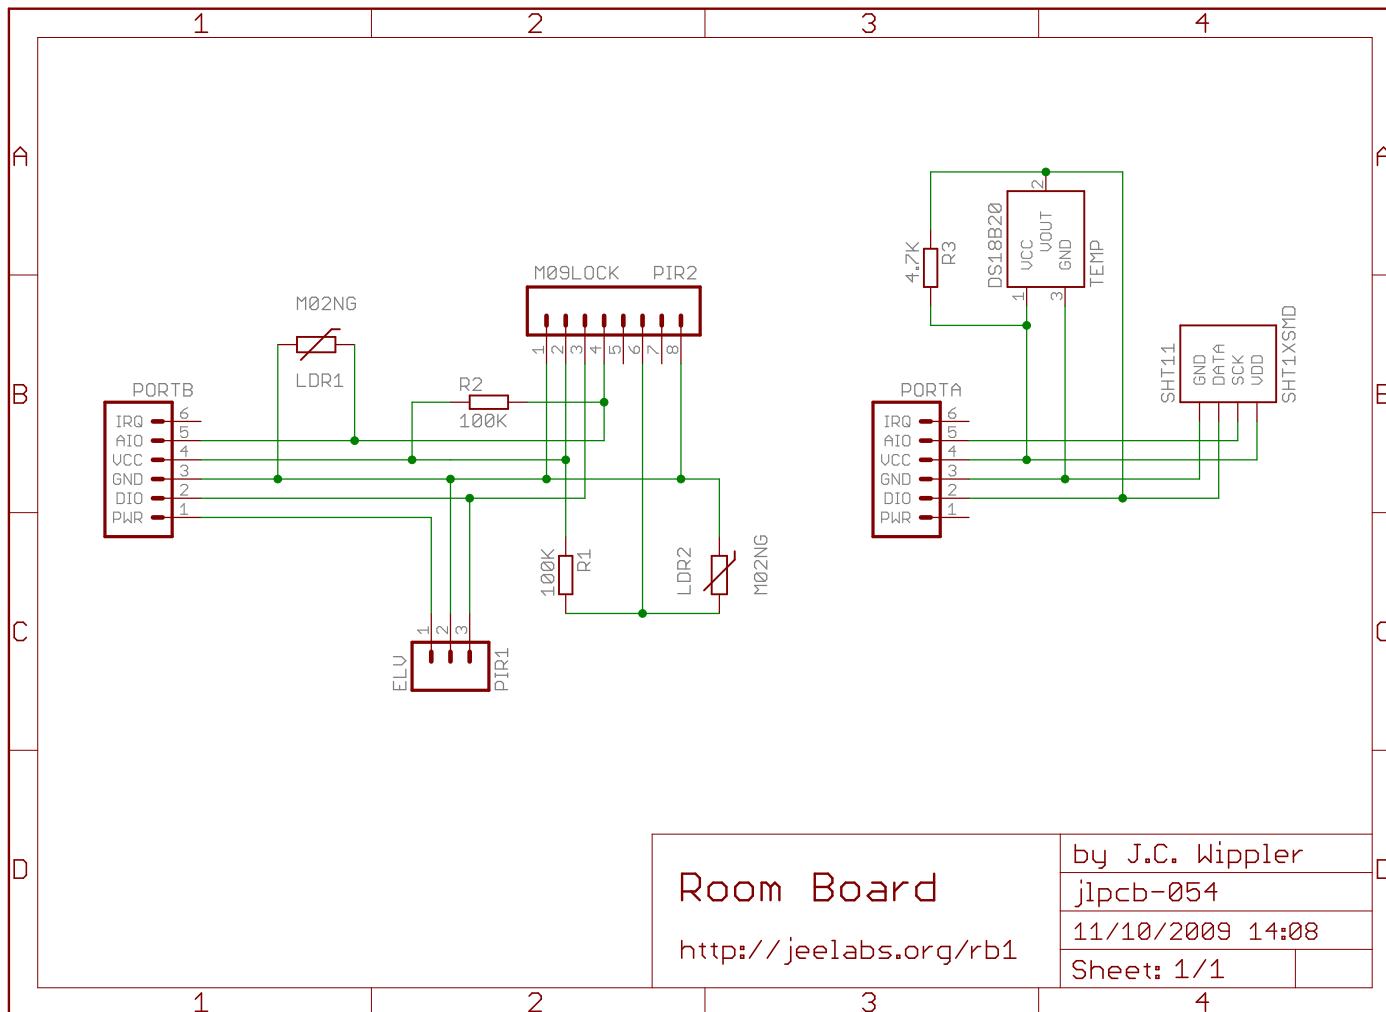 1 2 3 4
A A
B B
C C
D D
M09LOCK PIR2
1 2 3 4 5 6 7 8
M02NG
LDR1
R2
100K
PORTB
IRQ 6
AIO 5
VCC 4
GND 3
DIO 2
PWR 1
100K R1
LDR2 M02NG
1 2 3
ELV PIR1
4.7K R3
DS18B20 TEMP
2
VCC VOUT GND
1 3
PORTA
IRQ 6
AIO 5
VCC 4
GND 3
DIO 2
PWR 1
SHT11 SHT1XSMD
GND DATA SCK VDD
Room Board
http://jeelabs.org/rb1
by J.C. Wippler
jlpcb-054
11/10/2009 14:08
Sheet: 1/1
1 2 3 4